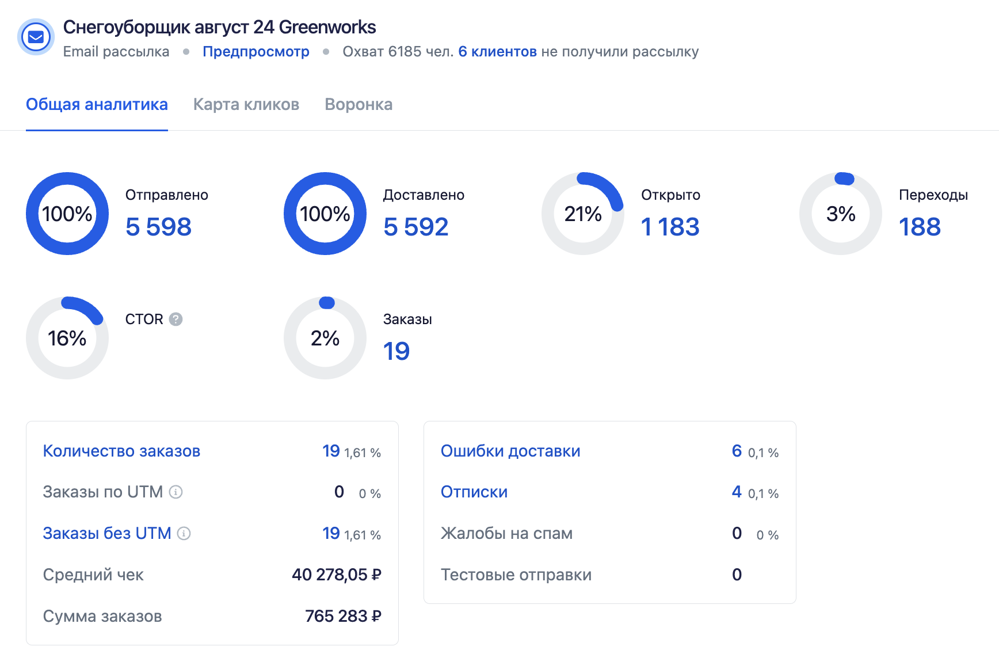 Снегоуборщик август 24 Greenworks
Email рассылка • Предпросмотр • Охват 6185 чел. 6 клиентов не получили рассылку
Общая аналитика Карта кликов Воронка
100% Отправлено 5 598
100% Доставлено 5 592
21% Открыто 1 183
3% Переходы 188
16% CTOR ?
2% Заказы 19
Количество заказов 19 1,61 %
Заказы по UTM 0 0 %
Заказы без UTM 19 1,61 %
Средний чек 40 278,05 ₽
Сумма заказов 765 283 ₽
Ошибки доставки 6 0,1 %
Отписки 4 0,1 %
Жалобы на спам 0 0 %
Тестовые отправки 0